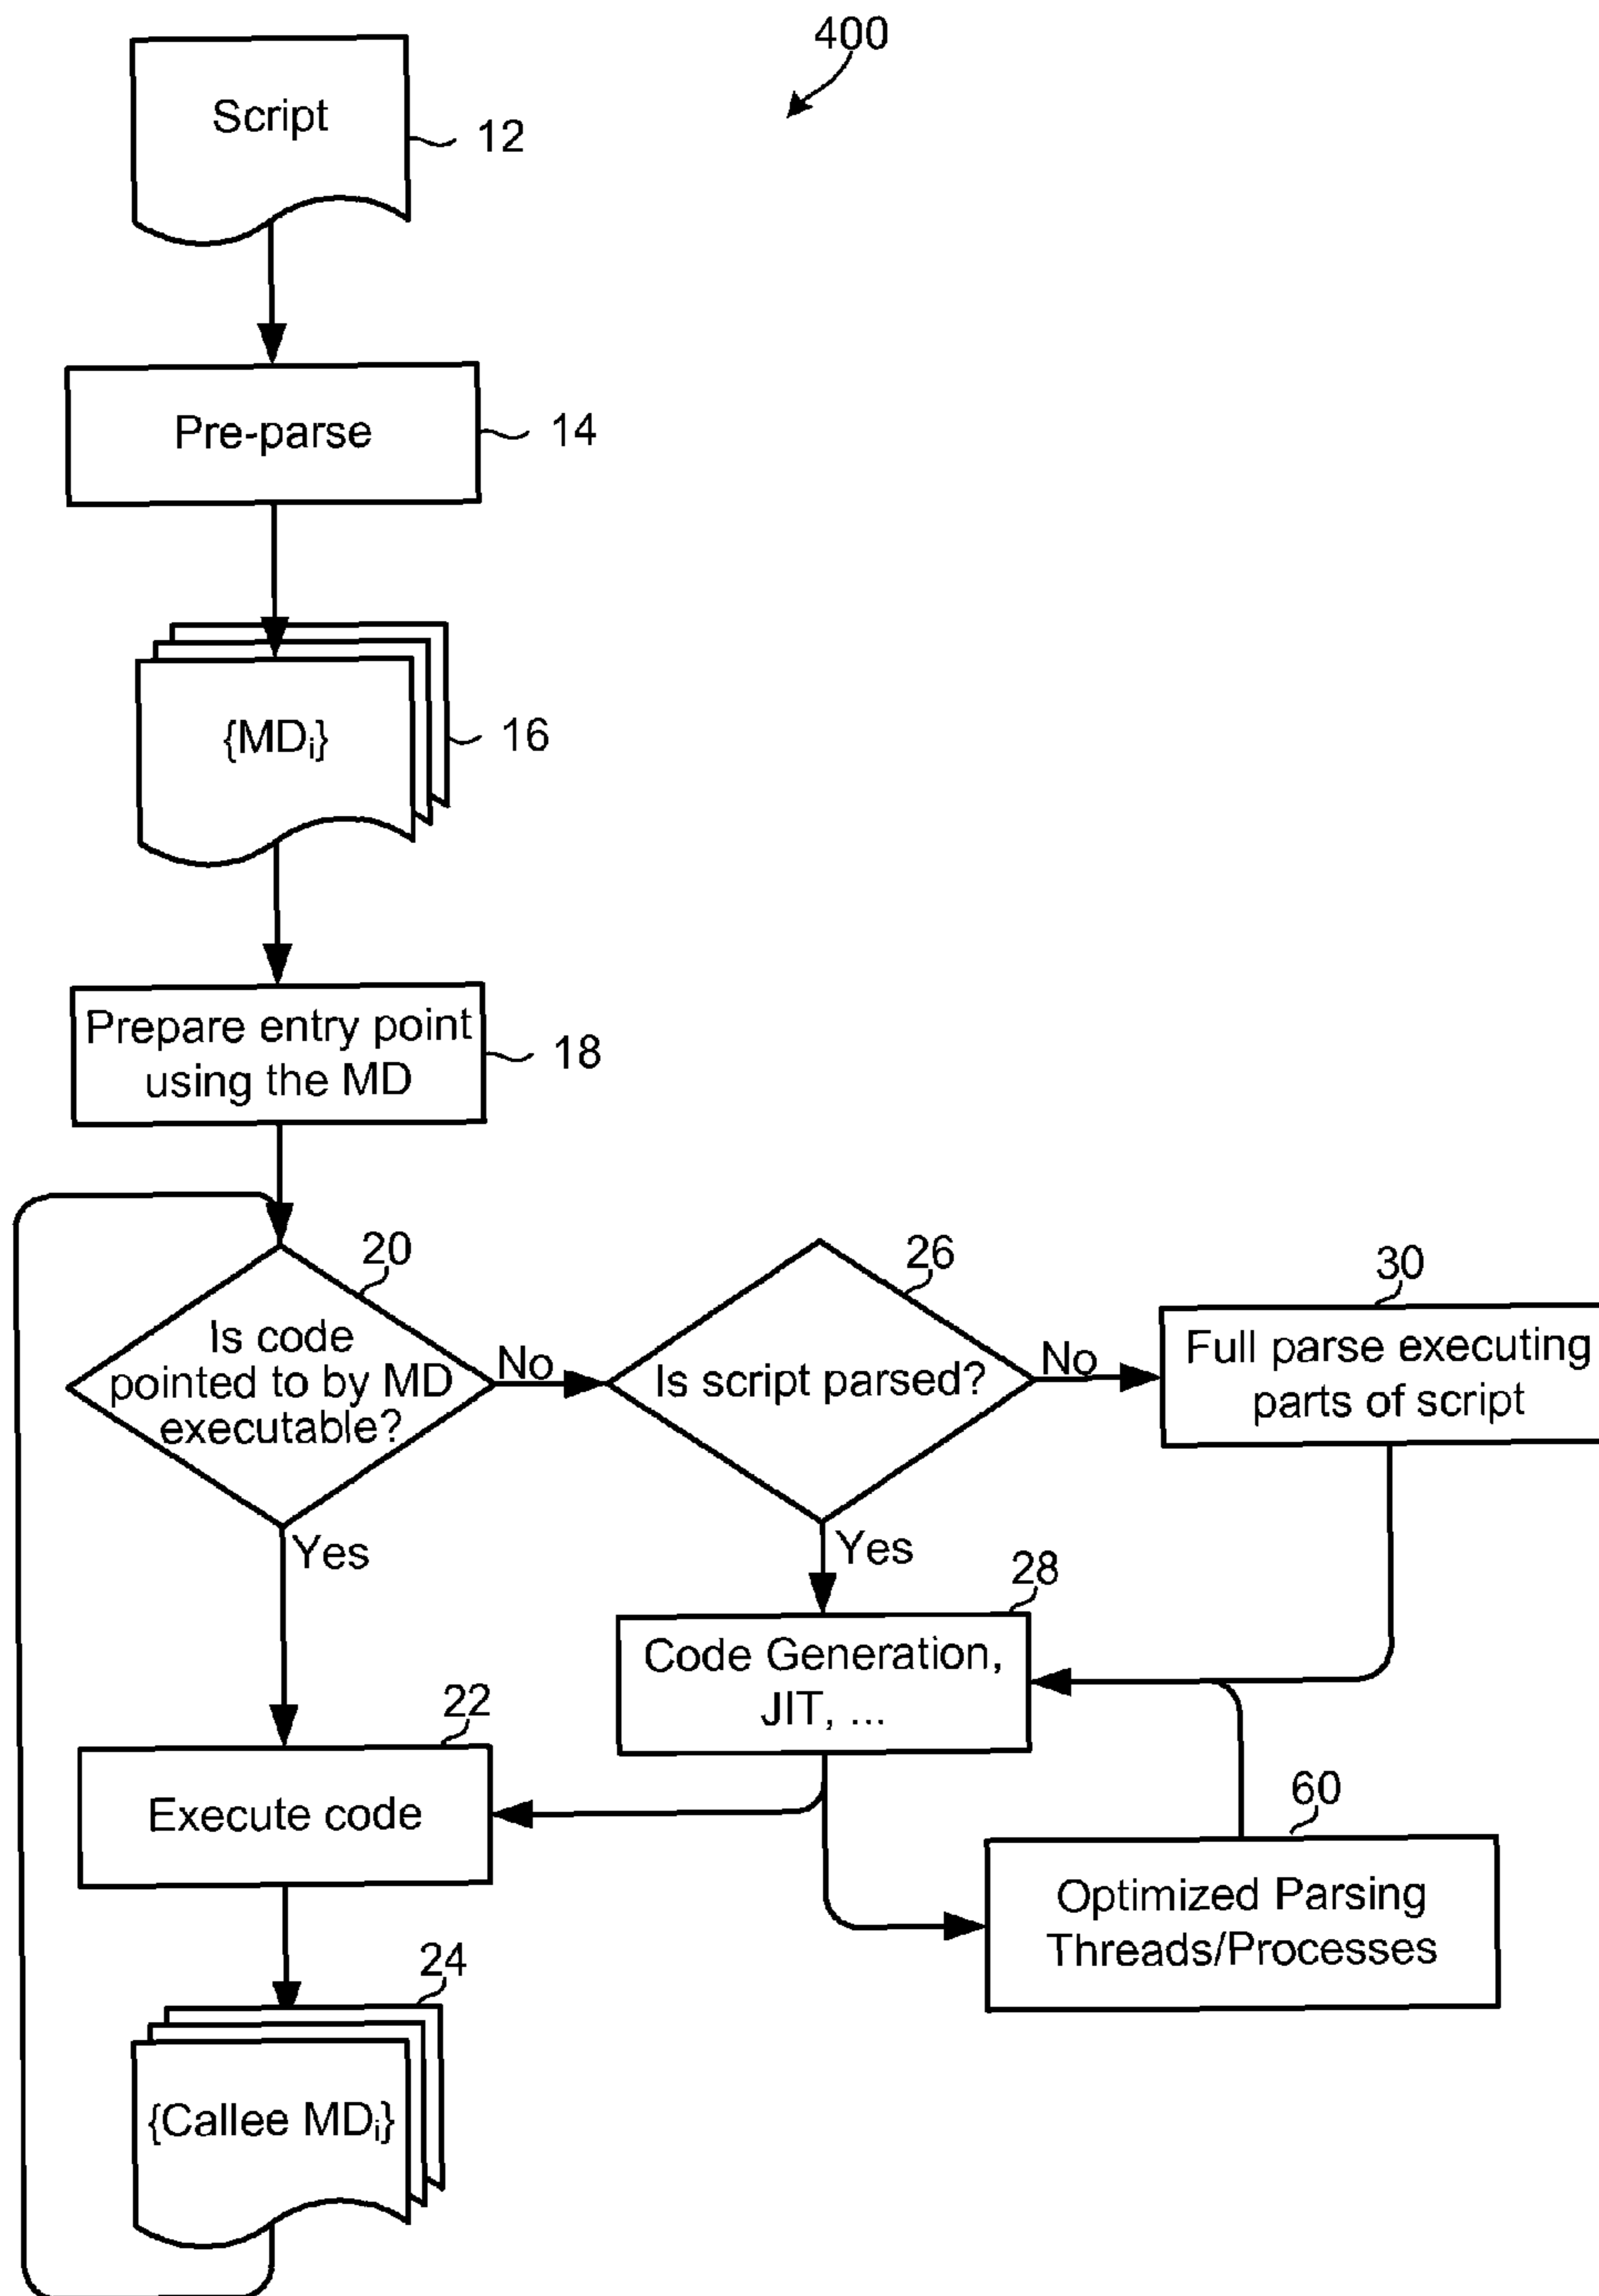 400
Script
12
Pre-parse
14
{MDi}
16
Prepare entry point
using the MD
18
20
Is code
pointed to by MD
executable?
No
26
Is script parsed?
No
30
Full parse executing
parts of script
Yes
Yes
28
Code Generation,
JIT, ...
22
Execute code
60
Optimized Parsing
Threads/Processes
24
{Callee MDi}